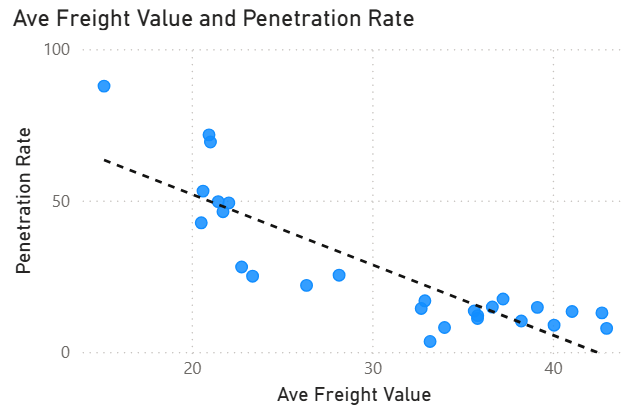 Ave Freight Value and Penetration Rate
100
50
0
Penetration Rate
20
30
40
Ave Freight Value